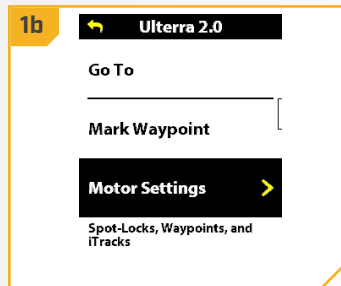 1b
Ulterra 2.0
Go To
Mark Waypoint
Motor Settings
Spot-Locks, Waypoints, and
iTracks